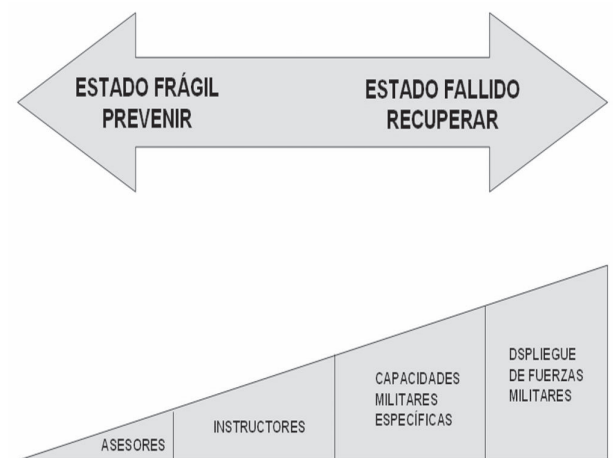 ESTADO FRÁGIL
PREVENIR
ESTADO FALLIDO
RECUPERAR
ASESORES
INSTRUCTORES
CAPACIDADES
MILITARES
ESPECÍFICAS
DSPLIEGUE
DE FUERZAS
MILITARES